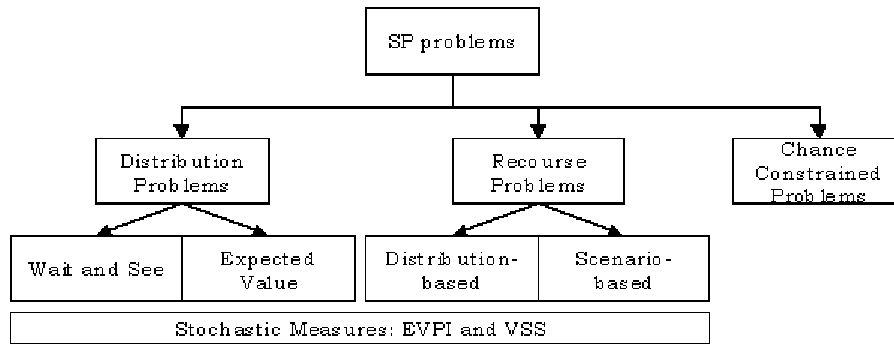 SP problems
Distribution
Problems
Recourse
Problems
Chance
Constrained
Problems
Wait and See
Expected
Value
Distribution-
based
Scenario-
based
Stochastic Measures: EVPI and VSS